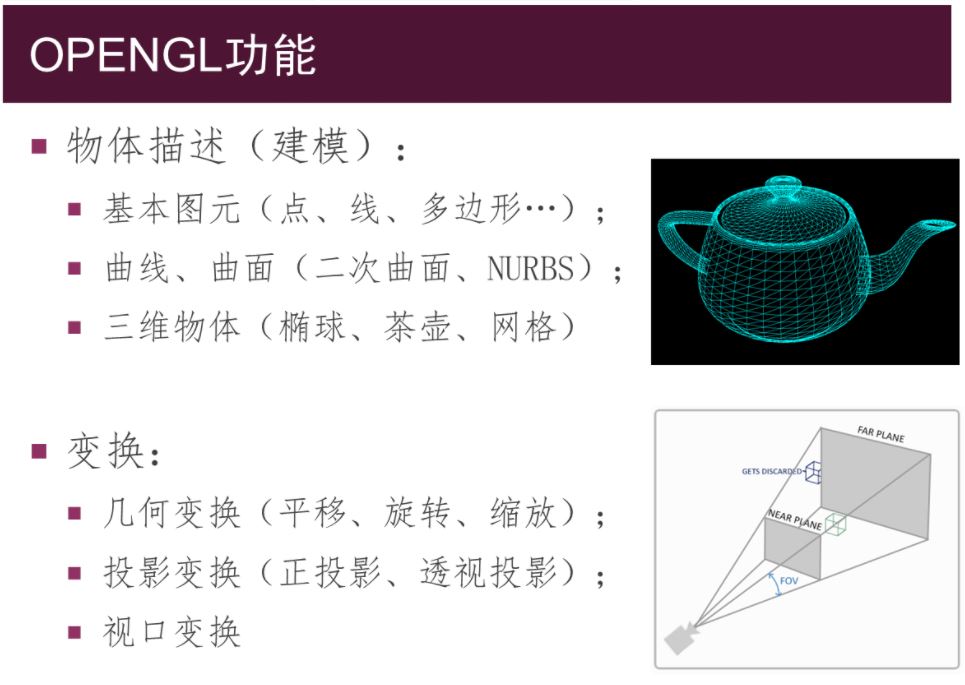 OPENGL功能
物体描述（建模）：
基本图元（点、线、多边形…）；
曲线、曲面（二次曲面、NURBS）；
三维物体（椭球、茶壶、网格）
变换：
几何变换（平移、旋转、缩放）；
投影变换（正投影、透视投影）；
视口变换
FAR PLANE
GETS DISCARDED
NEAR PLANE
FOV